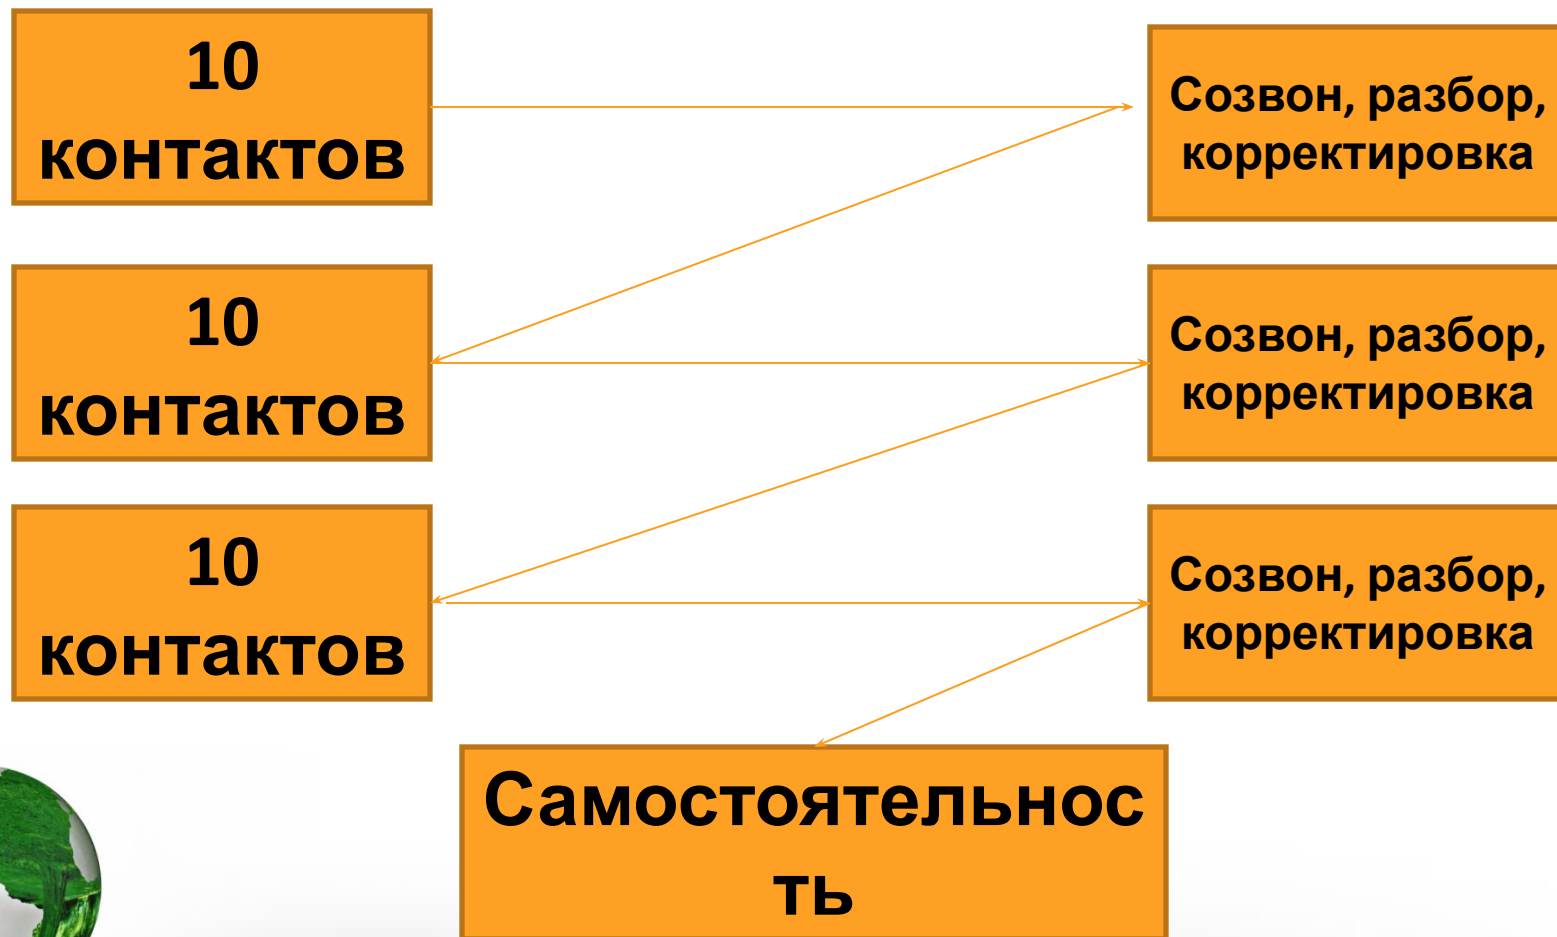 10
контактов
Созвон, разбор,
корректировка
10
контактов
Созвон, разбор,
корректировка
10
контактов
Созвон, разбор,
корректировка
Самостоятельнос
ть